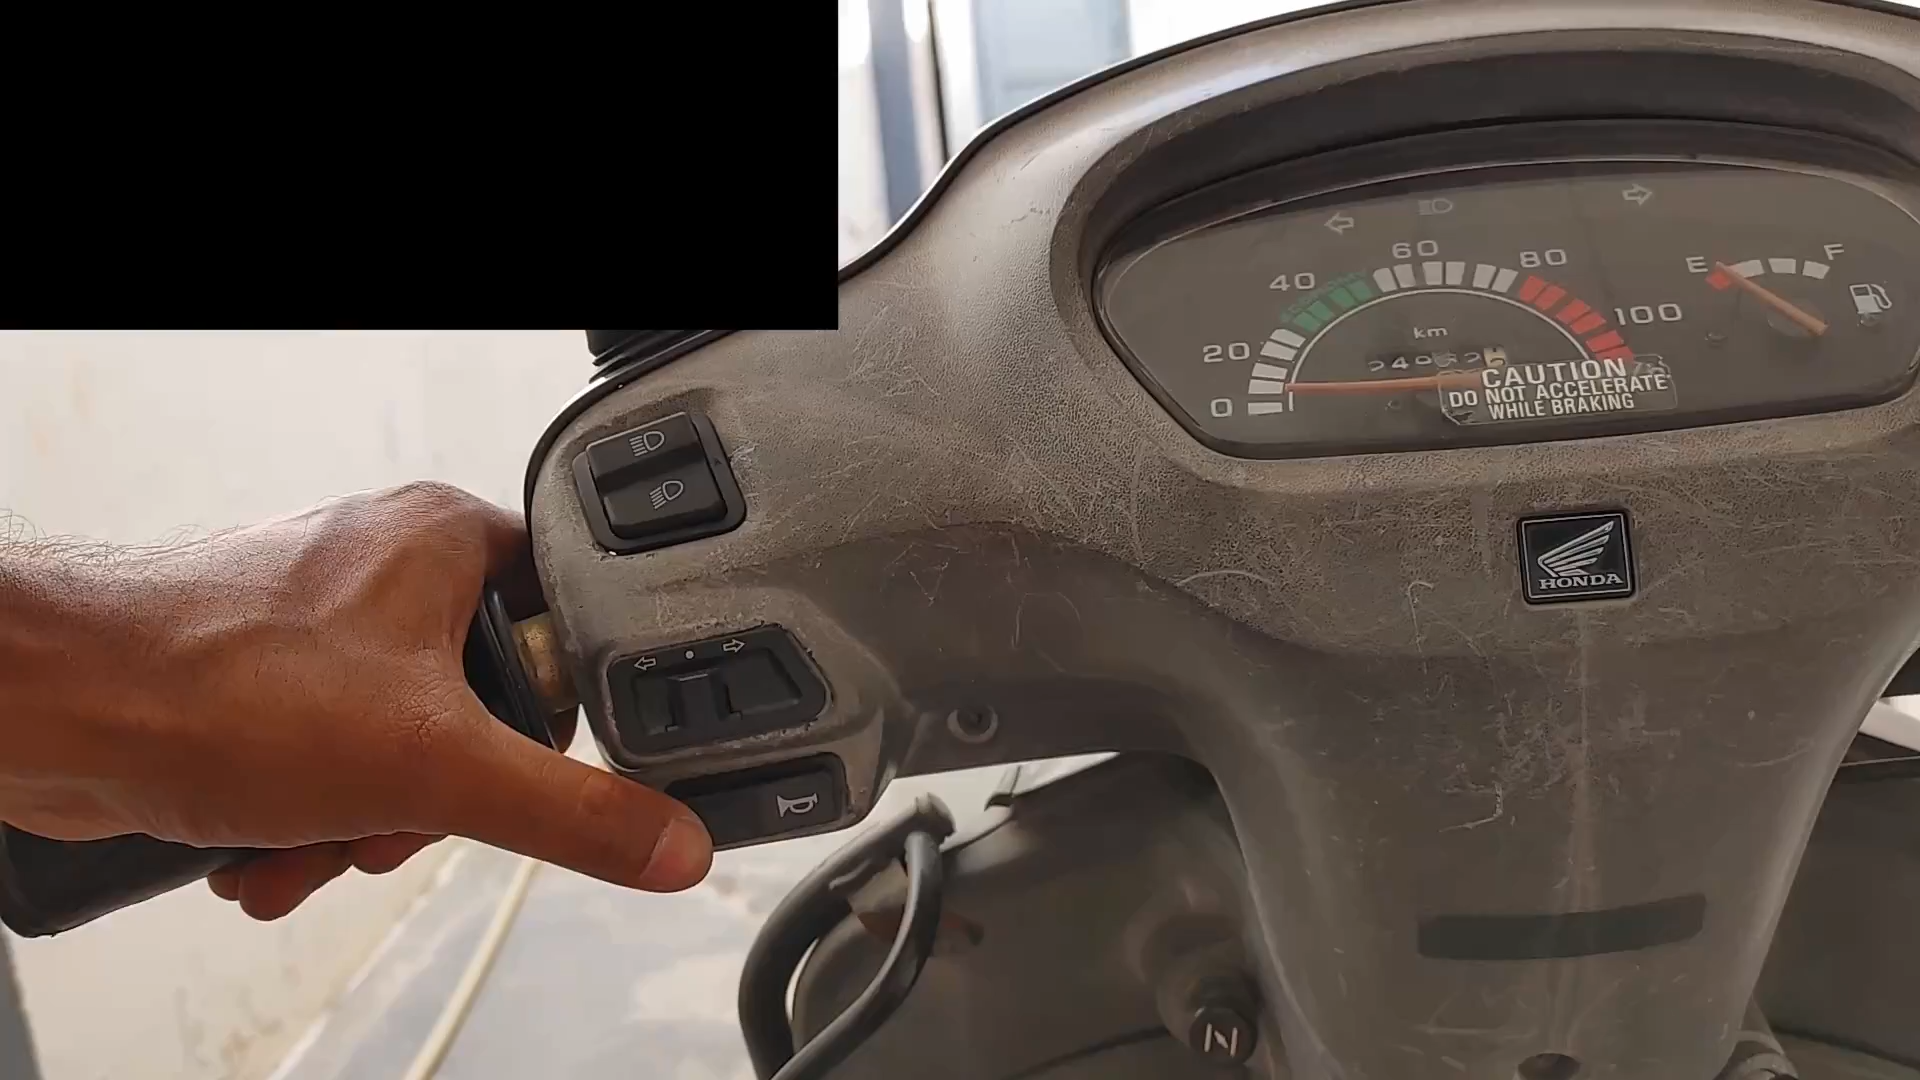 60
80
40
E
F
100
20
km
CAUTION
DO NOT ACCELERATE
WHILE BRAKING
0
HONDA
N